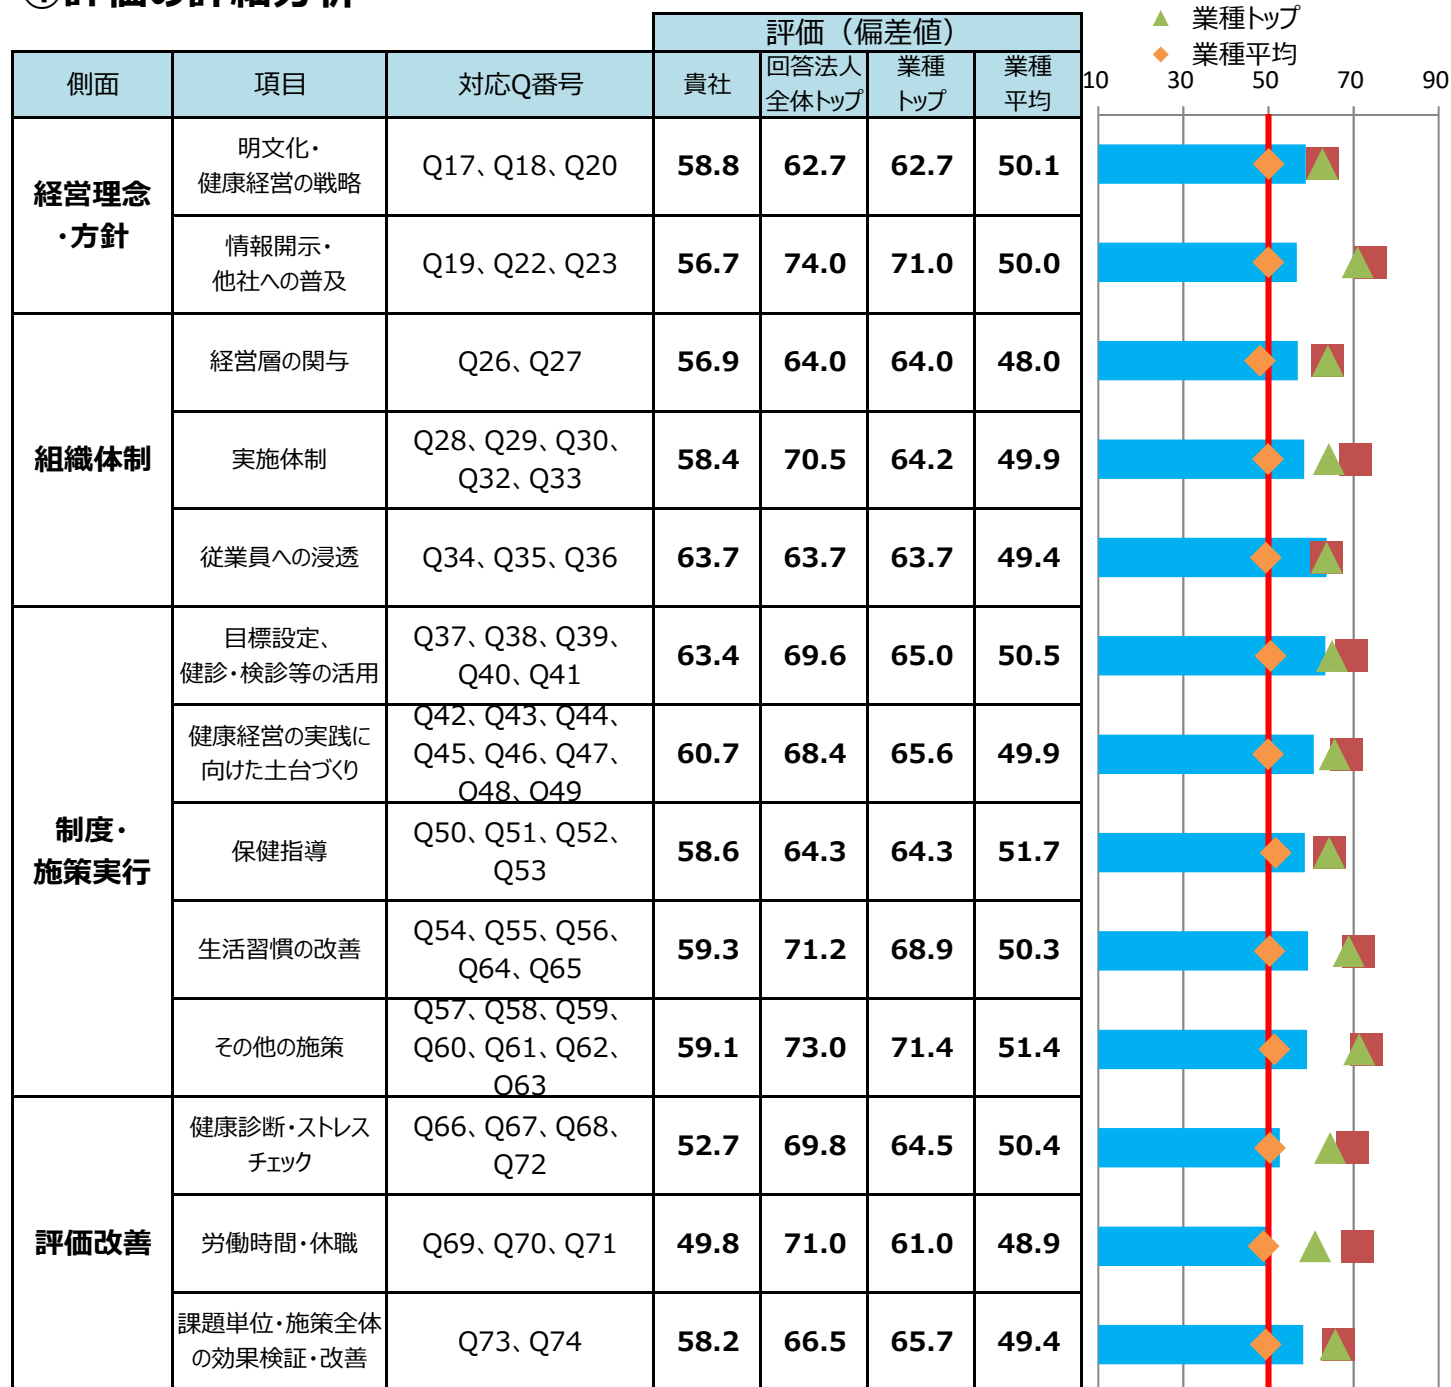 ①評価の詳細分析
業種トップ
業種平均
評価（偏差値）
側面 項目 対応Q番号 貴社 回答法人 業種 業種
全体トップ トップ 平均
10 30 50 70 90
経営理念
・方針
明文化・
健康経営の戦略
Q17、Q18、Q20 58.8 62.7 62.7 50.1
情報開示・
他社への普及
Q19、Q22、Q23 56.7 74.0 71.0 50.0
組織体制
経営層の関与 Q26、Q27 56.9 64.0 64.0 48.0
実施体制
Q28、Q29、Q30、
Q32、Q33
58.4 70.5 64.2 49.9
従業員への浸透 Q34、Q35、Q36 63.7 63.7 63.7 49.4
制度・
施策実行
目標設定、
健診・検診等の活用
Q37、Q38、Q39、
Q40、Q41
63.4 69.6 65.0 50.5
健康経営の実践に
向けた土台づくり
Q42、Q43、Q44、
Q45、Q46、Q47、
Q48、Q49
60.7 68.4 65.6 49.9
保健指導
Q50、Q51、Q52、
Q53
58.6 64.3 64.3 51.7
生活習慣の改善
Q54、Q55、Q56、
Q64、Q65
59.3 71.2 68.9 50.3
その他の施策
Q57、Q58、Q59、
Q60、Q61、Q62、
Q63
59.1 73.0 71.4 51.4
評価改善
健康診断・ストレス
チェック
Q66、Q67、Q68、
Q72
52.7 69.8 64.5 50.4
労働時間・休職 Q69、Q70、Q71 49.8 71.0 61.0 48.9
課題単位・施策全体
の効果検証・改善
Q73、Q74 58.2 66.5 65.7 49.4